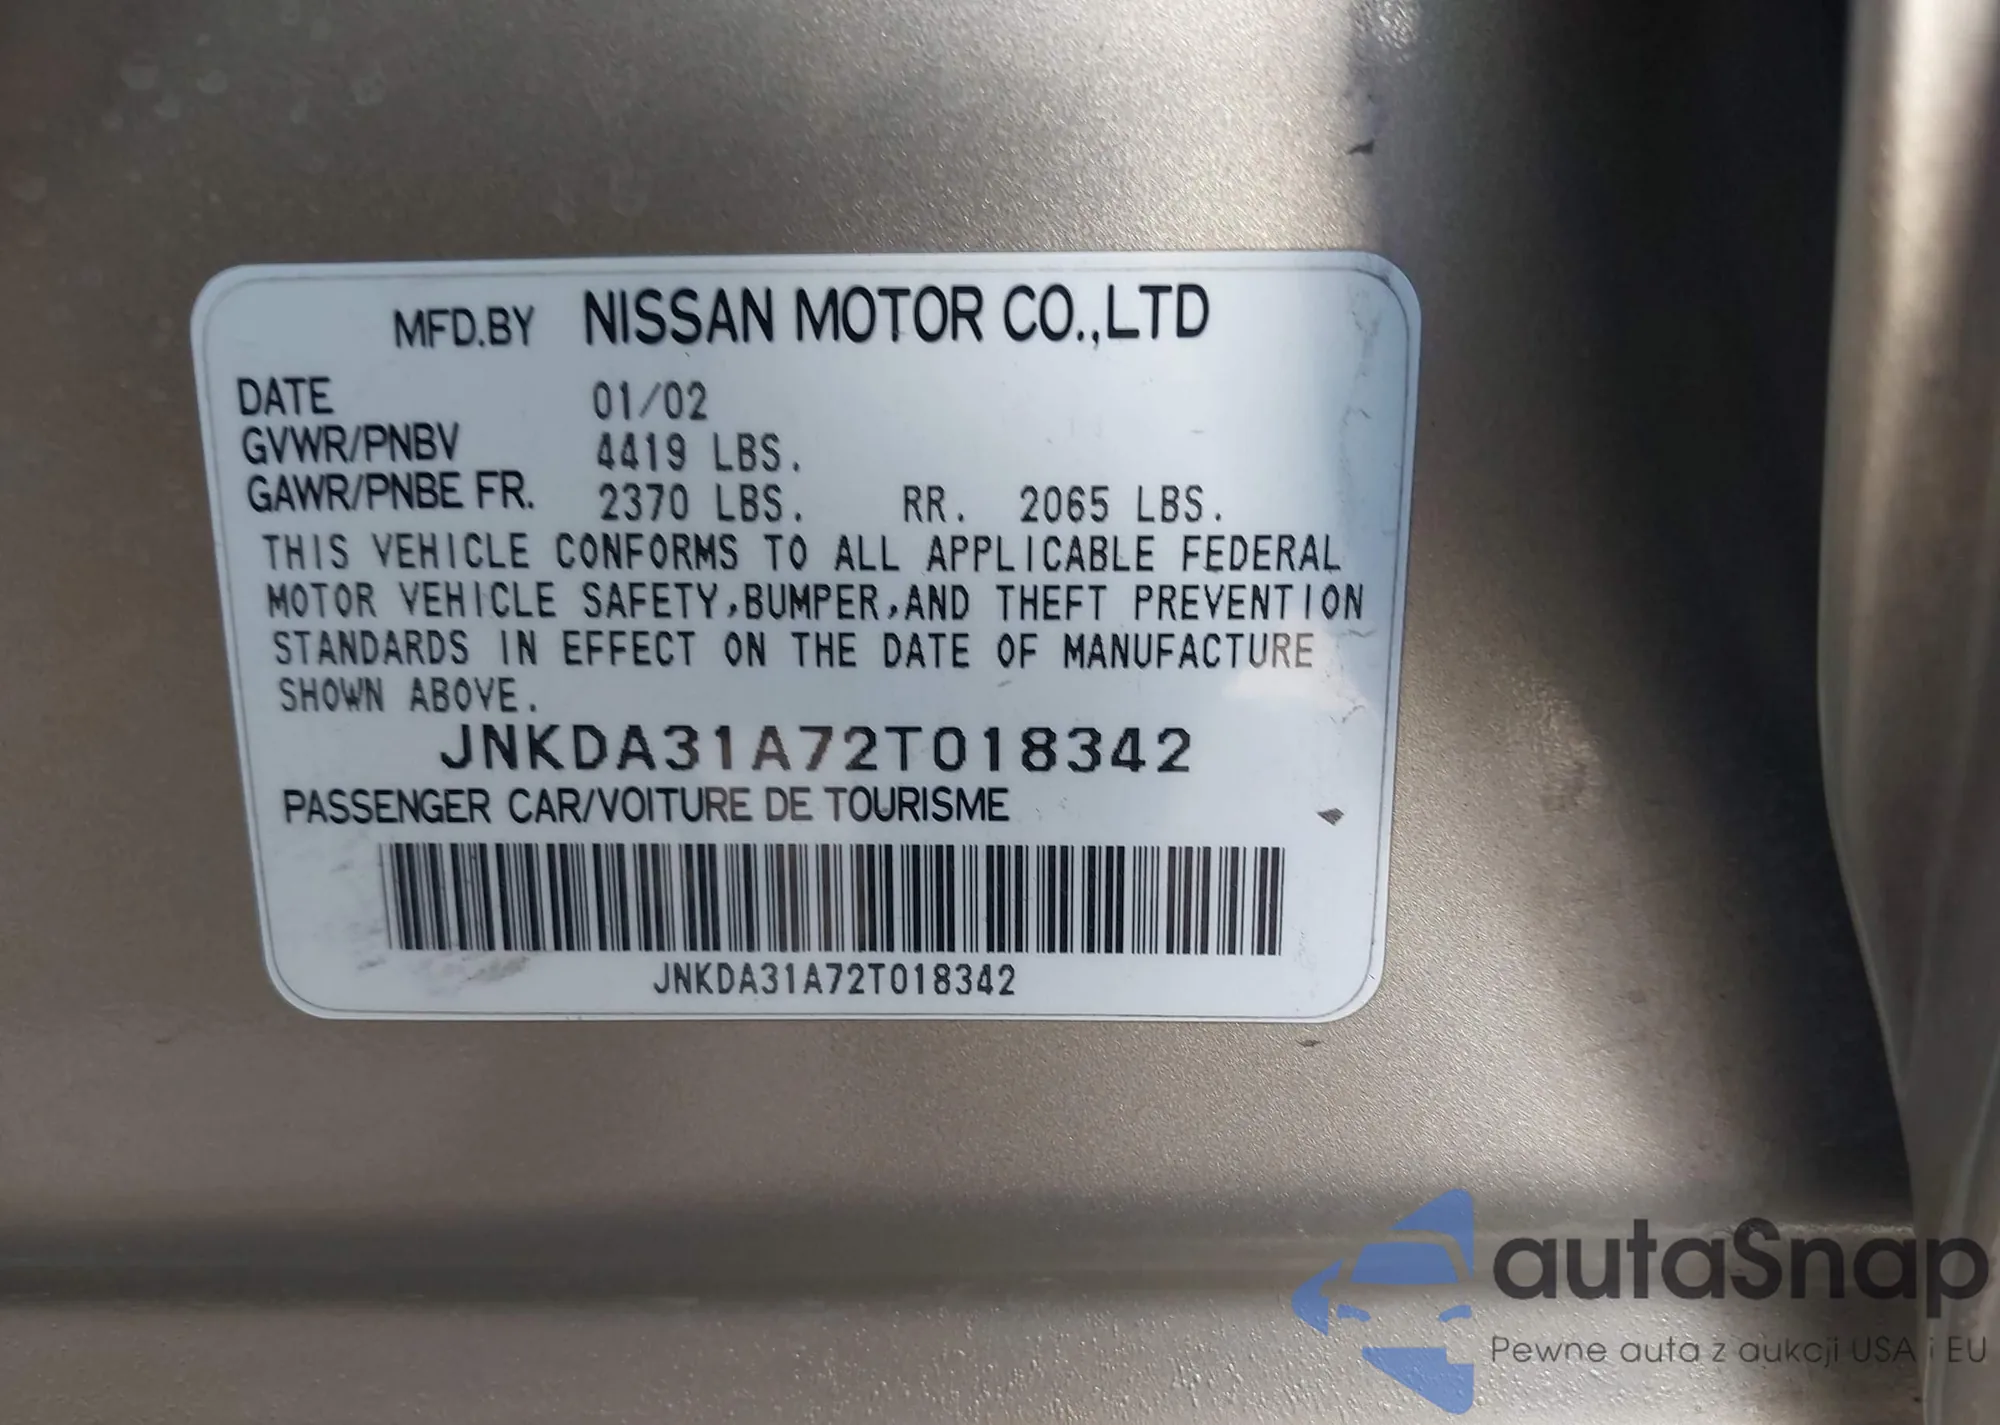 MFD.BY NISSAN MOTOR CO.,LTD
DATE 01/02
GVWR/PNBV 4419 LBS.
GAWR/PNBE FR. 2370 LBS. RR. 2065 LBS.
THIS VEHICLE CONFORMS TO ALL APPLICABLE FEDERAL
MOTOR VEHICLE SAFETY,BUMPER,AND THEFT PREVENTION
STANDARDS IN EFFECT ON THE DATE OF MANUFACTURE
SHOWN ABOVE.
JNKDA31A72T018342
PASSENGER CAR/VOITURE DE TOURISME
JNKDA31A72T018342
autaSnap
Pewne auta z aukcji USA i EU